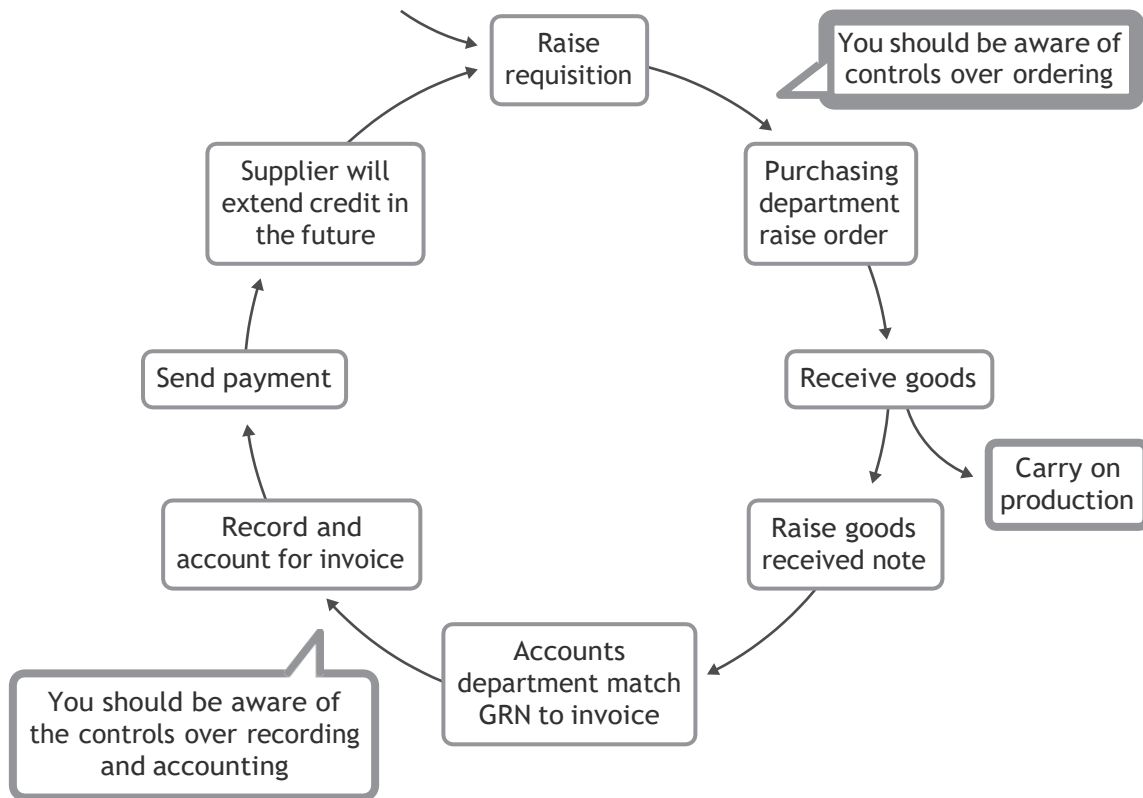 Raise
requisition
You should be aware of
controls over ordering
Purchasing
department
raise order
Receive goods
Carry on
production
Raise goods
received note
Accounts
department match
GRN to invoice
You should be aware of
the controls over recording
and accounting
Record and
account for invoice
Send payment
Supplier will
extend credit in
the future